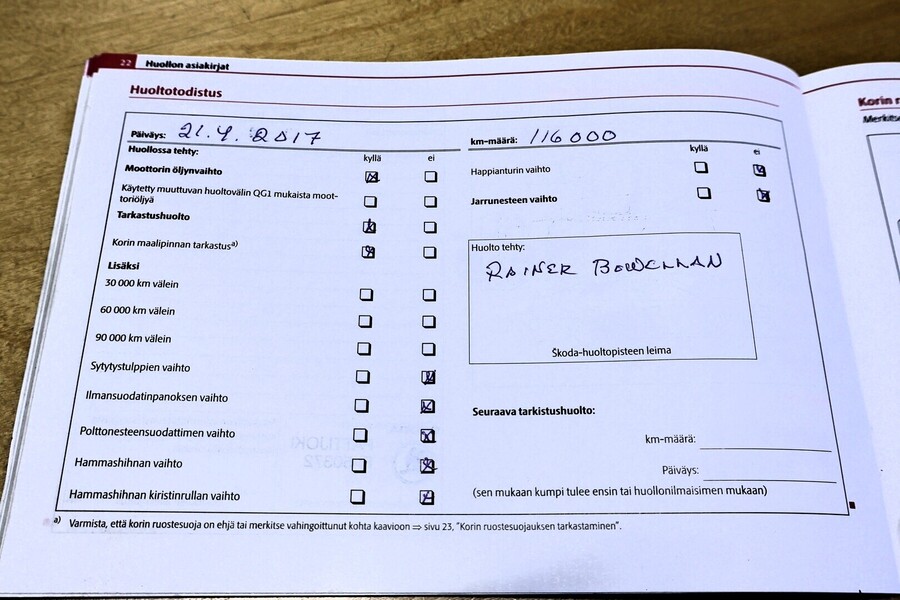 22 Huollon asiakirjat
Huoltotodistus
Päiväys: 21.4.2017
Huollossa tehty:
kyllä ei
Moottorin öljynvaihto
Käytetty muuttuvan huoltovälin QG1 mukaista moot-
toriöljyä
Tarkastushuolto
Korin maalipinnan tarkastus a)
Lisäksi
30 000 km välein
60 000 km välein
90 000 km välein
Sytytystulppien vaihto
Ilmansuodatinpanoksen vaihto
Polttonesteensuodattimen vaihto
Hammashihnan vaihto
Hammashihnan kiristinrullan vaihto
km-määrä: 116000
kyllä ei
Happianturin vaihto
Jarrunesteen vaihto
Huolto tehty:
RAINER BOWELLAN
Škoda-huoltopisteen leima
Seuraava tarkistushuolto:
km-määrä:
Päiväys:
(sen mukaan kumpi tulee ensin tai huollonilmaisimen mukaan)
a) Varmista, että korin ruostesuoja on ehjä tai merkitse vahingoittunut kohta kaavioon ⇒ sivu 23, "Korin ruostesuojauksen tarkastaminen".
Korin